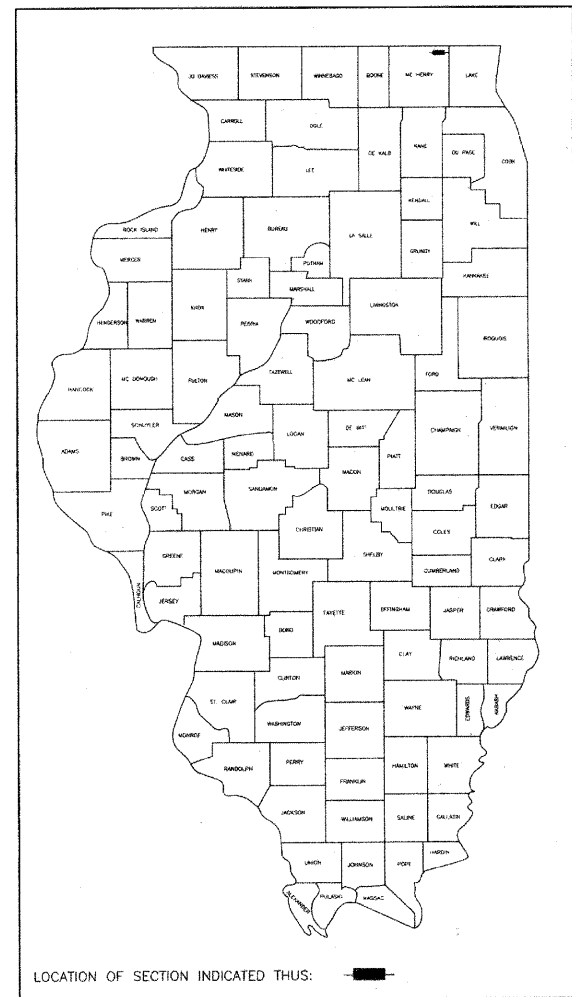 JO DAVIESS STEVENSON WINNEBAGO BOONE MC HENRY LAKE
CARROLL OGLE
DE KALB KANE DU PAGE COOK
WHITESIDE LEE
KENDALL WILL
ROCK ISLAND HENRY BUREAU LA SALLE GRUNDY
MERCER PUTNAM KANKAKEE
STARK MARSHALL
HENDERSON WARREN KNOX PEORIA WOODFORD LIVINGSTON IROQUOIS
HANCOCK MC DONOUGH FULTON TAZEWELL MC LEAN FORD
MASON
SCHUYLER LOGAN DE WITT CHAMPAIGN VERMILION
ADAMS BROWN CASS MENARD PIATT
MORGAN SANGAMON MACON DOUGLAS
PIKE SCOTT MOULTRIE EDGAR
CHRISTIAN COLES
GREENE MACOUPIN MONTGOMERY SHELBY CUMBERLAND CLARK
CALHOUN JERSEY
FAYETTE EFFINGHAM JASPER CRAWFORD
MADISON BOND
CLINTON MARION CLAY RICHLAND LAWRENCE
ST. CLAIR WASHINGTON WAYNE EDWARDS WABASH
MONROE JEFFERSON
RANDOLPH PERRY HAMILTON WHITE
FRANKLIN
JACKSON WILLIAMSON SALINE GALLATIN
UNION JOHNSON POPE HARDIN
ALEXANDER PULASKI MASSAC
LOCATION OF SECTION INDICATED THUS: